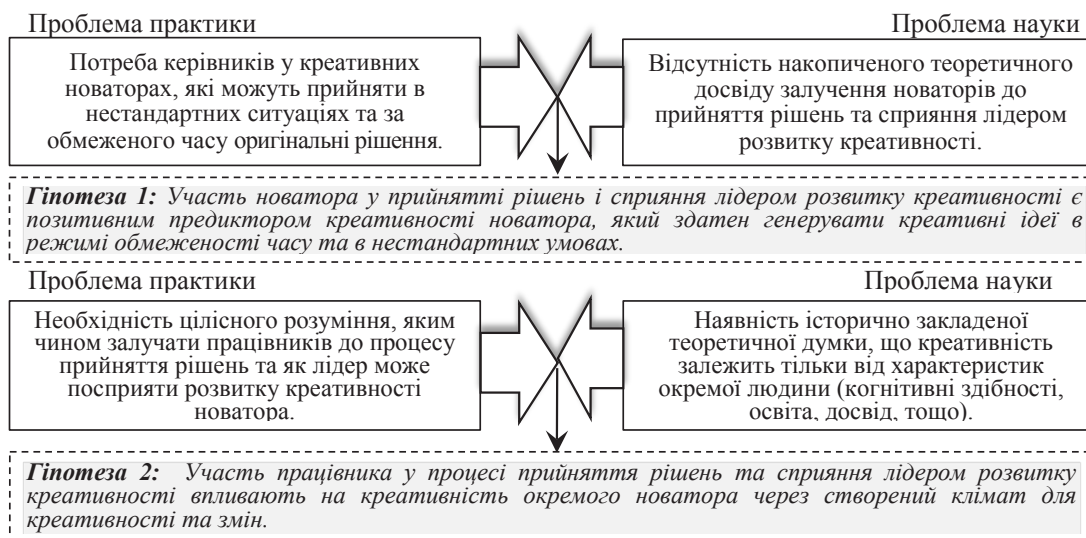 Проблема практики
Проблема науки
Потреба керівників у креативних
новаторах, які можуть прийняти в
нестандартних ситуаціях та за
обмеженого часу оригінальні рішення.
Відсутність накопиченого теоретичного
досвіду залучення новаторів до
прийняття рішень та сприяння лідером
розвитку креативності.
Гіпотеза 1: Участь новатора у прийнятті рішень і сприяння лідером розвитку креативності є
позитивним предиктором креативності новатора, який здатен генерувати креативні ідеї в
режимі обмеженості часу та в нестандартних умовах.
Проблема практики
Проблема науки
Необхідність цілісного розуміння, яким
чином залучати працівників до процесу
прийняття рішень та як лідер може
посприяти розвитку креативності
новатора.
Наявність історично закладеної
теоретичної думки, що креативність
залежить тільки від характеристик
окремої людини (когнітивні здібності,
освіта, досвід, тощо).
Гіпотеза 2: Участь працівника у процесі прийняття рішень та сприяння лідером розвитку
креативності впливають на креативність окремого новатора через створений клімат для
креативності та змін.